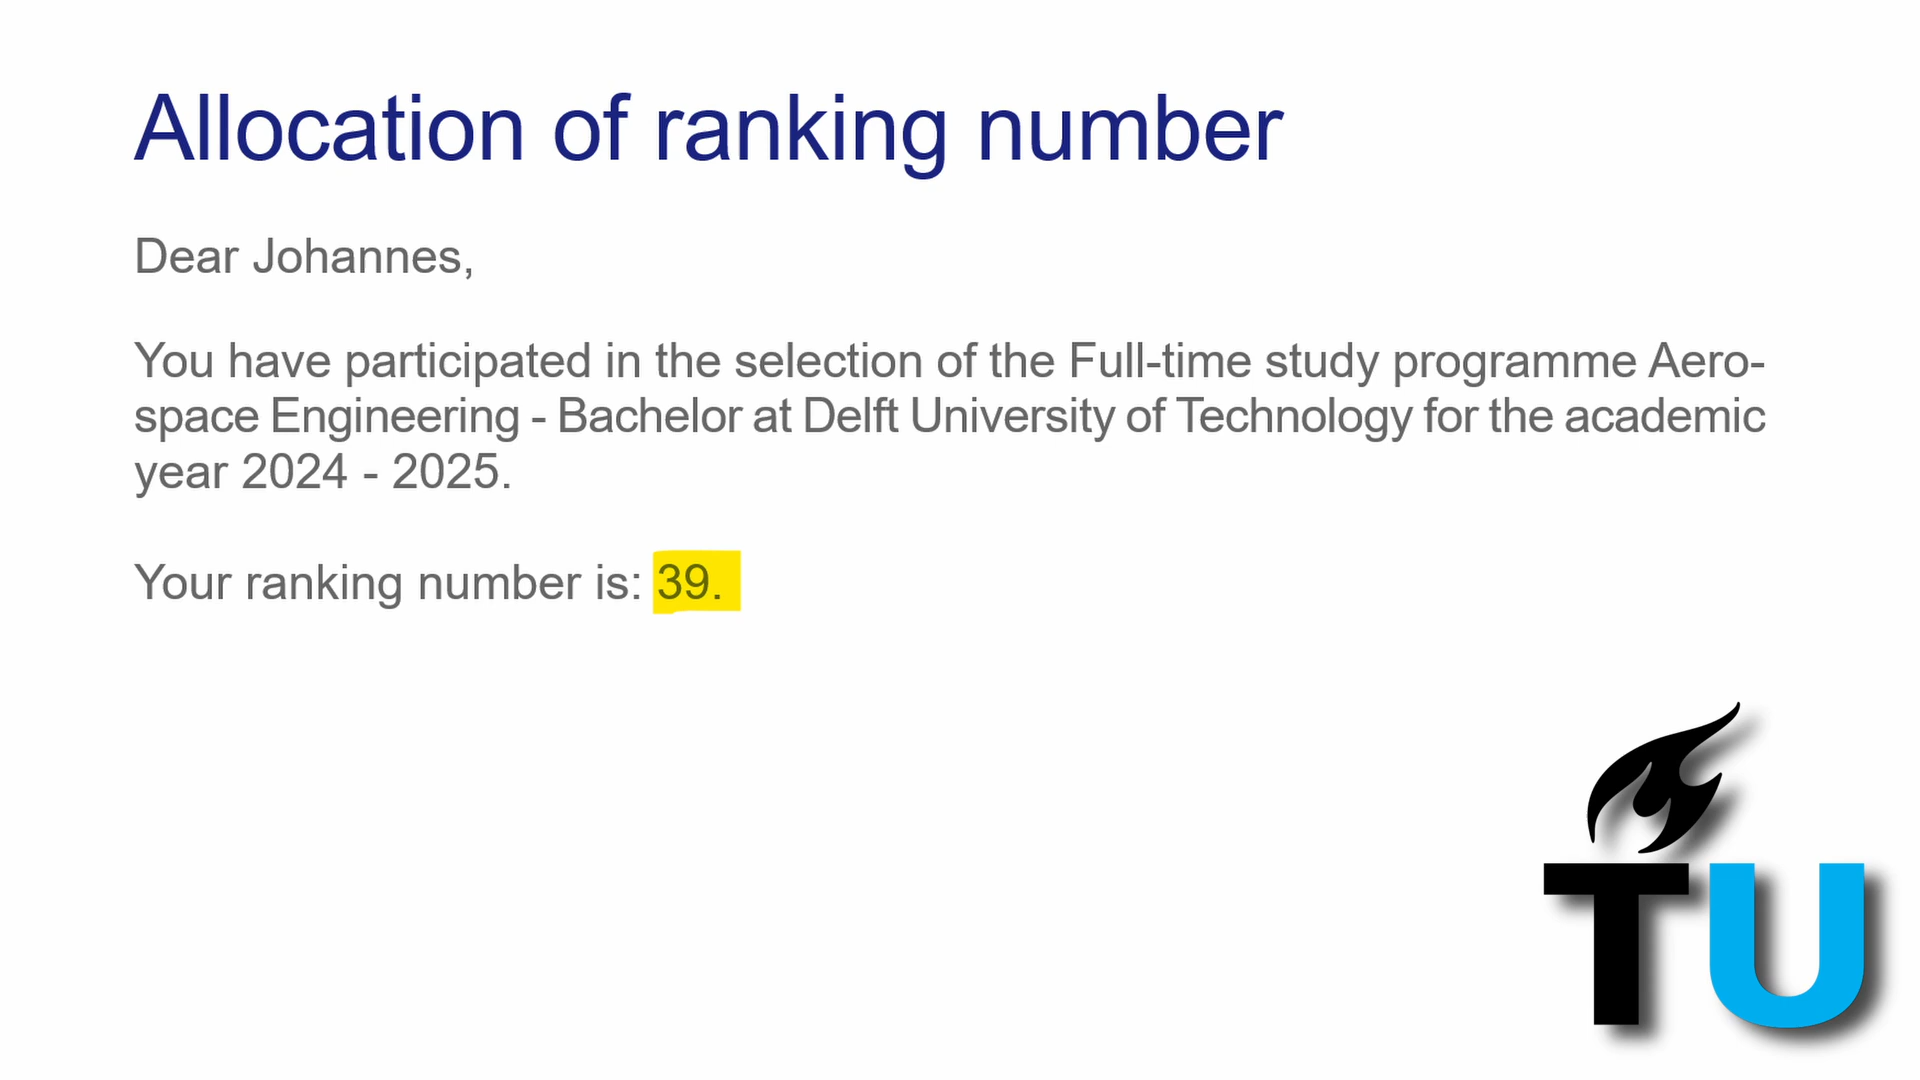 Allocation of ranking number
Dear Johannes,
You have participated in the selection of the Full-time study programme Aero-
space Engineering - Bachelor at Delft University of Technology for the academic
year 2024 - 2025.
Your ranking number is: 39.
TU